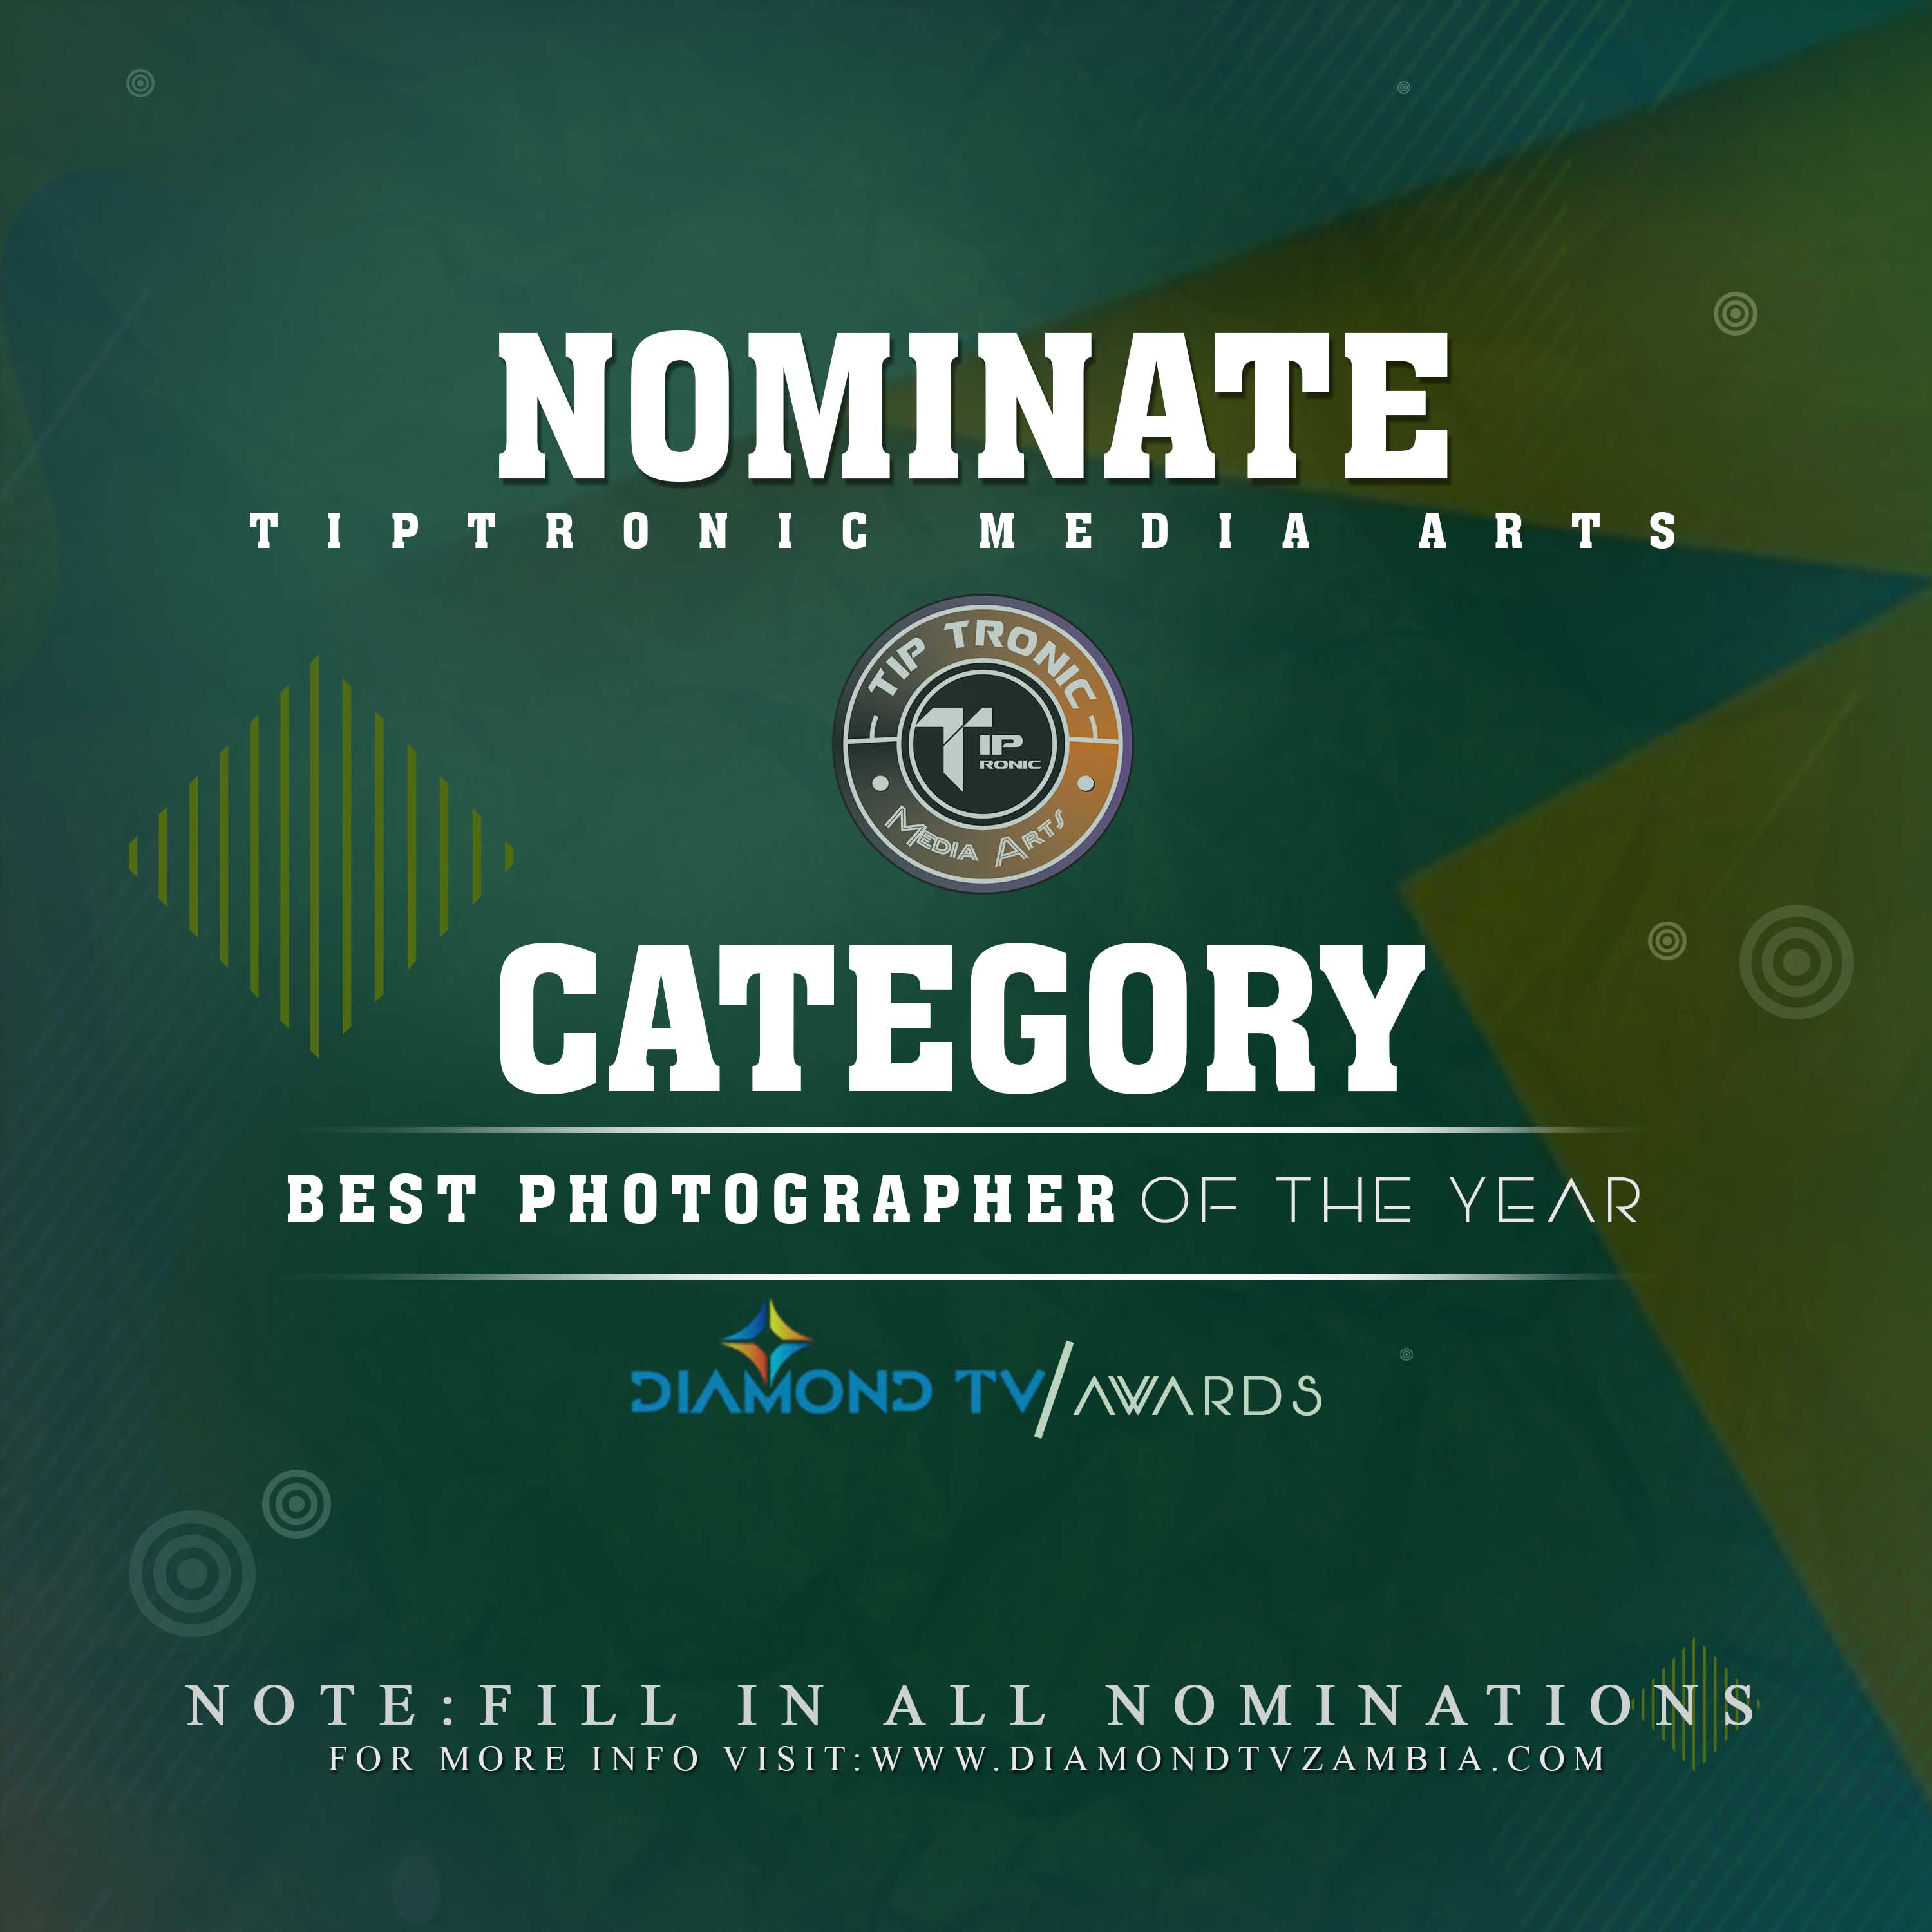 NOMINATE
TIPTRONIC MEDIA ARTS
TIP TRONIC
TIP
RONIC
MEDIA ARTS
CATEGORY
BEST PHOTOGRAPHER OF THE YEAR
DIAMOND TV/AWARDS
NOTE:FILL IN ALL NOMINATIONS
FOR MORE INFO VISIT:WWW.DIAMONDTVZAMBIA.COM